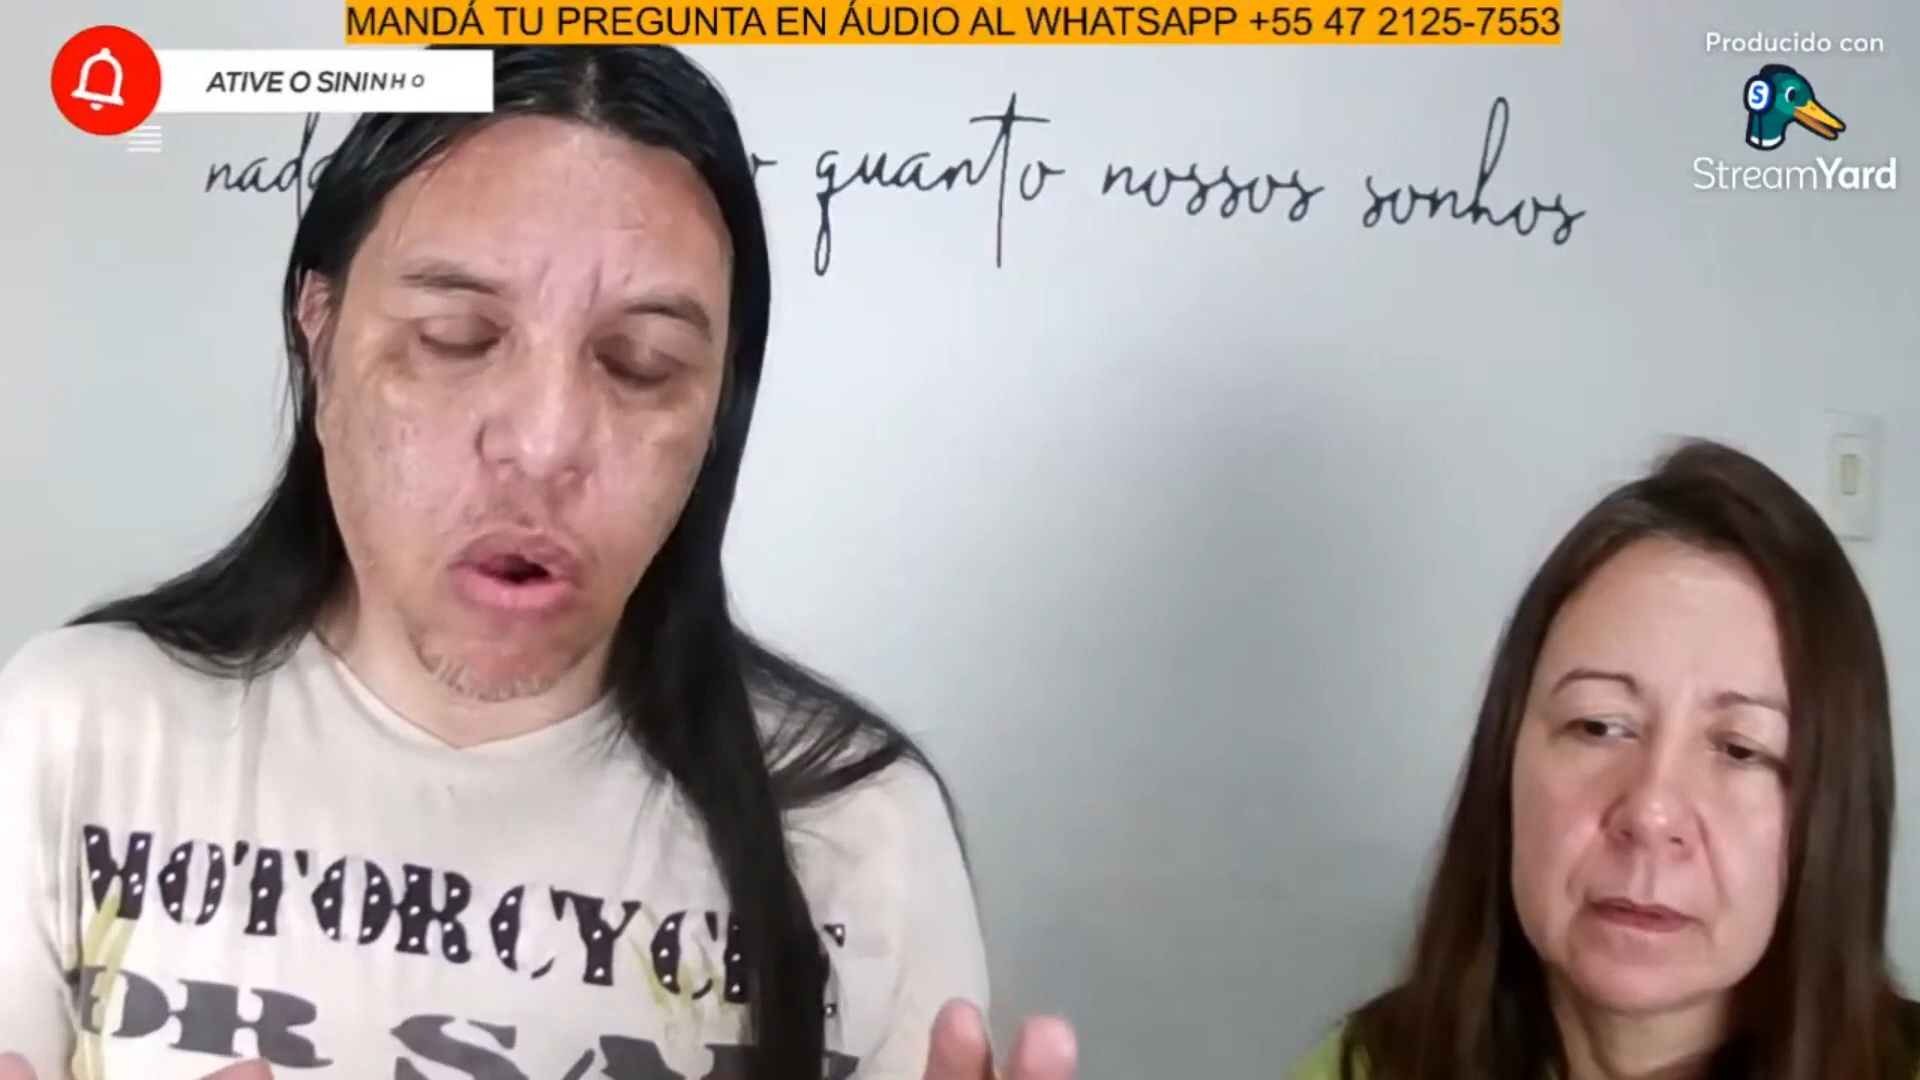 MANDÁ TU PREGUNTA EN ÁUDIO AL WHATSAPP +55 47 2125-7553
Producido con
StreamYard
ATIVE O SININHO
quanto nossos sonhos
MOTORCYCLE